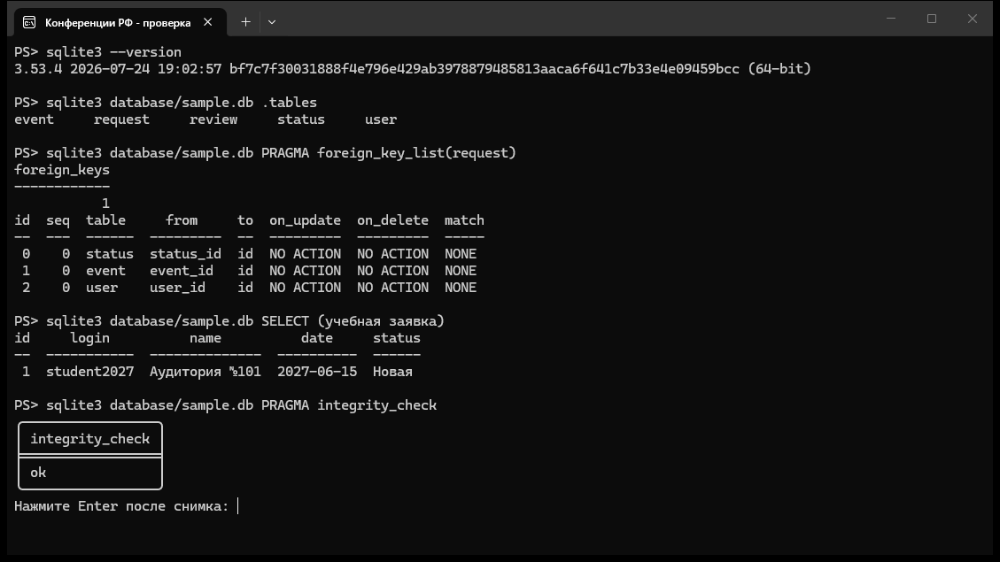 Конференции РФ - проверка
PS> sqlite3 --version
3.53.4 2026-07-24 19:02:57 bf7c7f30031888f4e796e429ab3978879485813aaca6f641c7b33e4e09459bcc (64-bit)
PS> sqlite3 database/sample.db .tables
event     request     review     status     user
PS> sqlite3 database/sample.db PRAGMA foreign_key_list(request)
foreign_keys
------------
           1
id  seq  table     from     to  on_update  on_delete  match
--  ---  ------  ---------  --  ---------  ---------  -----
 0    0  status  status_id  id  NO ACTION  NO ACTION  NONE
 1    0  event   event_id   id  NO ACTION  NO ACTION  NONE
 2    0  user    user_id    id  NO ACTION  NO ACTION  NONE
PS> sqlite3 database/sample.db SELECT (учебная заявка)
id     login          name          date     status
--  -----------  --------------  ----------  ------
 1  student2027  Аудитория №101  2027-06-15  Новая
PS> sqlite3 database/sample.db PRAGMA integrity_check
integrity_check
ok
Нажмите Enter после снимка: